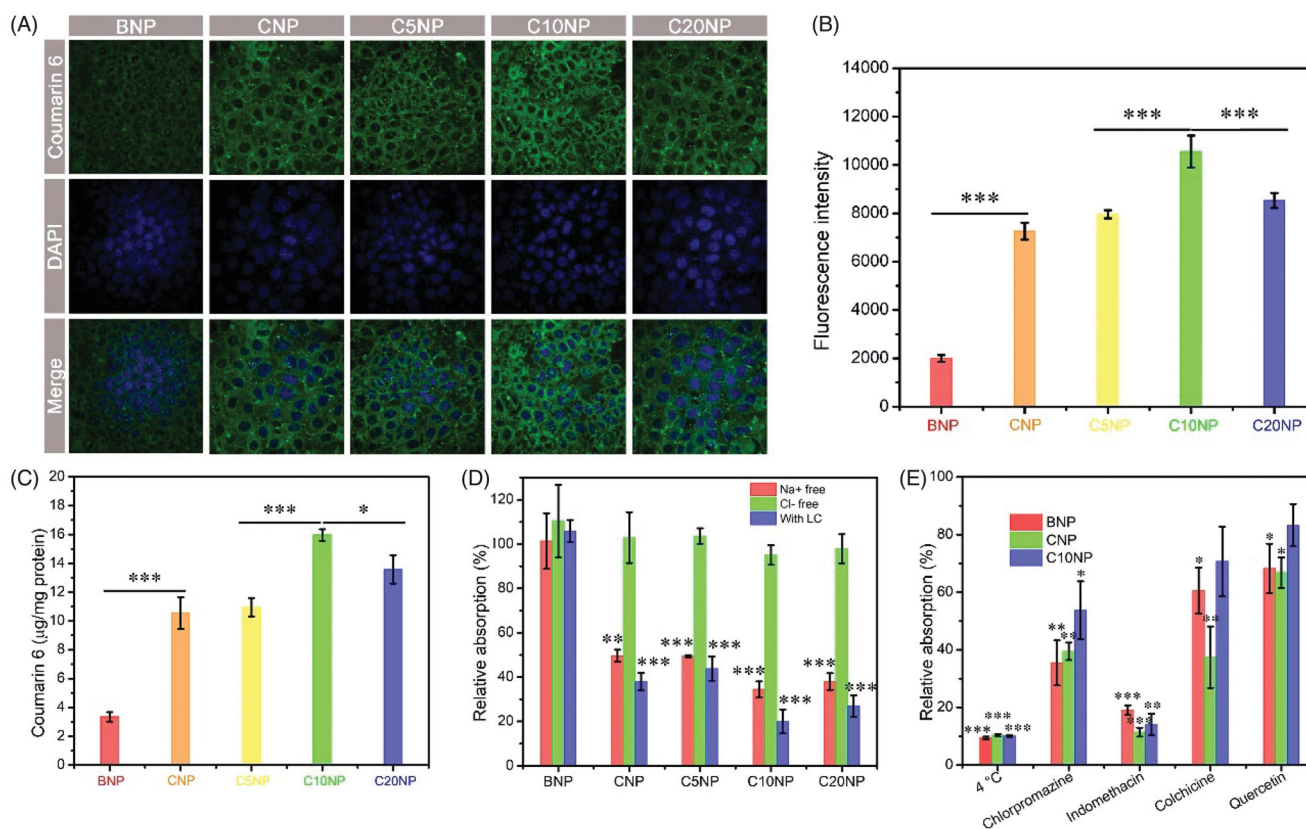 (A)
BNP CNP C5NP C10NP C20NP
Coumarin 6
DAPI
Merge
(B)
Fluorescence intensity
14000
12000
10000
8000
6000
4000
2000
0
*** *** ***
BNP CNP C5NP C10NP C20NP
(C)
Coumarin 6 (μg/mg protein)
20
18
16
14
12
10
8
6
4
2
0
*** *** *
BNP CNP C5NP C10NP C20NP
(D)
Relative absorption (%)
120
100
80
60
40
20
0
Na+ free
Cl- free
With LC
** *** *** *** *** *** *** ***
BNP CNP C5NP C10NP C20NP
(E)
Relative absorption (%)
100
80
60
40
20
0
BNP
CNP
C10NP
*** *** *** ** ** * *** *** ** * ** * *
4 °C Chlorpromazine Indomethacin Colchicine Quercetin